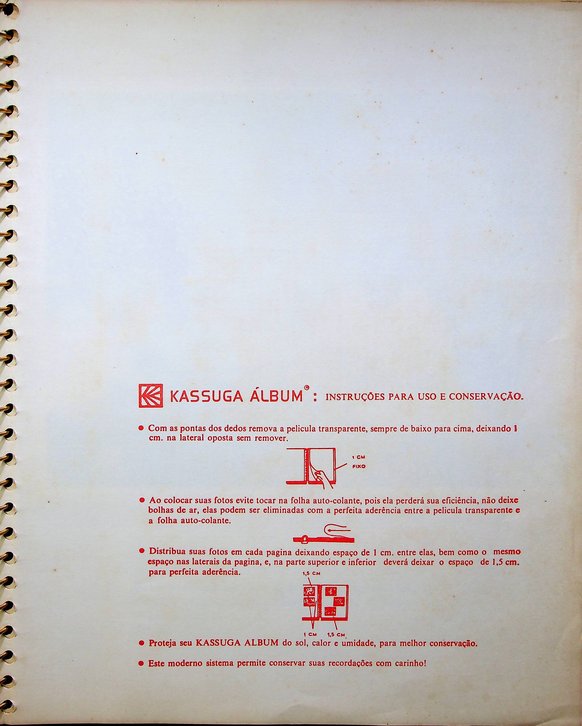 KASSUGA ÁLBUM® : INSTRUÇÕES PARA USO E CONSERVAÇÃO.
● Com as pontas dos dedos remova a pelicula transparente, sempre de baixo para cima, deixando 1
cm. na lateral oposta sem remover.
1 CM
FIXO
● Ao colocar suas fotos evite tocar na folha auto-colante, pois ela perderá sua eficiência, não deixe
bolhas de ar, elas podem ser eliminadas com a perfeita aderência entre a pelicula transparente e
a folha auto-colante.
● Distribua suas fotos em cada pagina deixando espaço de 1 cm. entre elas, bem como o mesmo
espaço nas laterais da pagina, e, na parte superior e inferior deverá deixar o espaço de 1,5 cm.
para perfeita aderência.
1,5 CM
1 CM 1,5 CM
● Proteja seu KASSUGA ALBUM do sol, calor e umidade, para melhor conservação.
● Este moderno sistema permite conservar suas recordações com carinho!